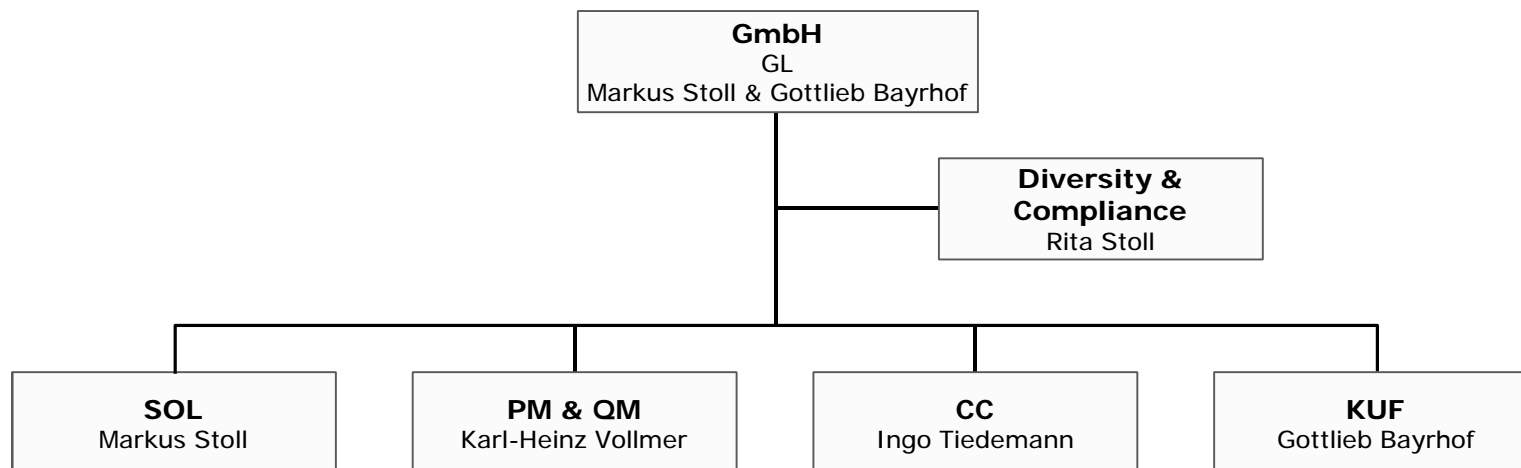 GmbH
GL
Markus Stoll & Gottlieb Bayrhof
Diversity &
Compliance
Rita Stoll
SOL
Markus Stoll
PM & QM
Karl-Heinz Vollmer
CC
Ingo Tiedemann
KUF
Gottlieb Bayrhof